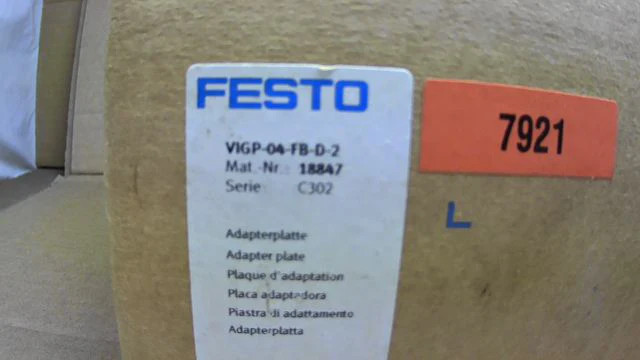 FESTO
VIGP-04-FB-D-2
Mat.-Nr.: 18847
Serie: C302
Adapterplatte
Adapter plate
Plaque d'adaptation
Placa adaptadora
Piastra di adattamento
Adapterplatta
7921